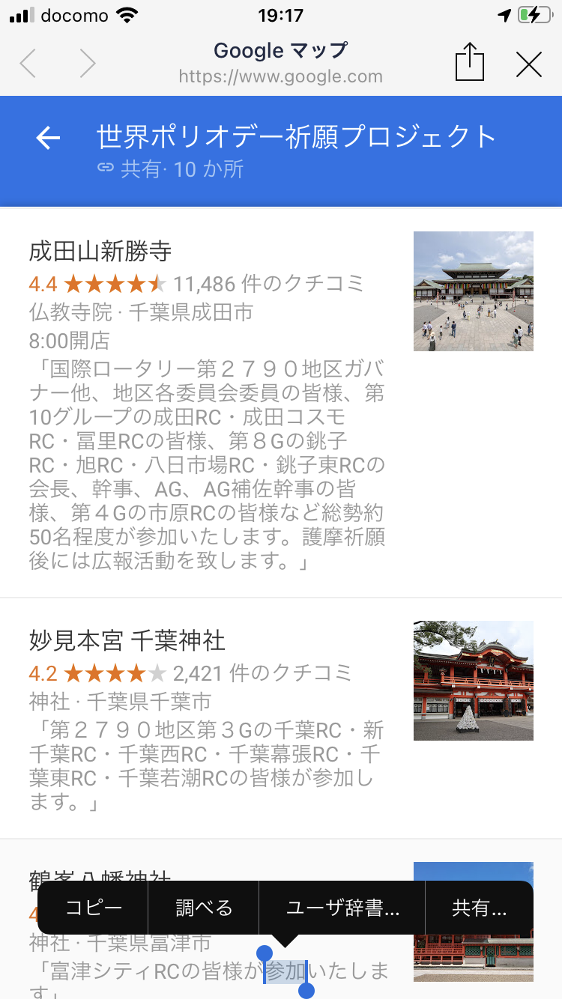 docomo 19:17
Google マップ
https://www.google.com
世界ポリオデー祈願プロジェクト
共有· 10 か所
成田山新勝寺
4.4 ★★★★ 11,486 件のクチコミ
仏教寺院 · 千葉県成田市
8:00開店
「国際ロータリー第２７９０地区ガバ
ナー他、地区各委員会委員の皆様、第
10グループの成田RC・成田コスモ
RC・冨里RCの皆様、第８Gの銚子
RC・旭RC・八日市場RC・銚子東RCの
会長、幹事、AG、AG補佐幹事の皆
様、第４Gの市原RCの皆様など総勢約
50名程度が参加いたします。護摩祈願
後には広報活動を致します。」
妙見本宮 千葉神社
4.2 ★★★★★ 2,421 件のクチコミ
神社 · 千葉県千葉市
「第２７９０地区第３Gの千葉RC・新
千葉RC・千葉西RC・千葉幕張RC・千
葉東RC・千葉若潮RCの皆様が参加し
ます。」
鶴峯八幡神社
コピー 調べる ユーザ辞書... 共有...
神社 · 千葉県富津市
「富津シティRCの皆様が参加いたしま
す」